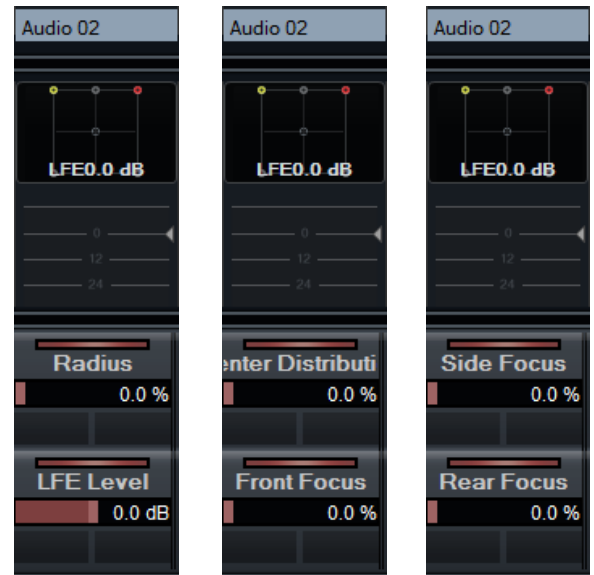 Audio 02
LFE0.0 dB
0
12
24
Radius
0.0 %
LFE Level
0.0 dB
Audio 02
LFE0.0 dB
0
12
24
enter Distributi
0.0 %
Front Focus
0.0 %
Audio 02
LFE0.0 dB
0
12
24
Side Focus
0.0 %
Rear Focus
0.0 %